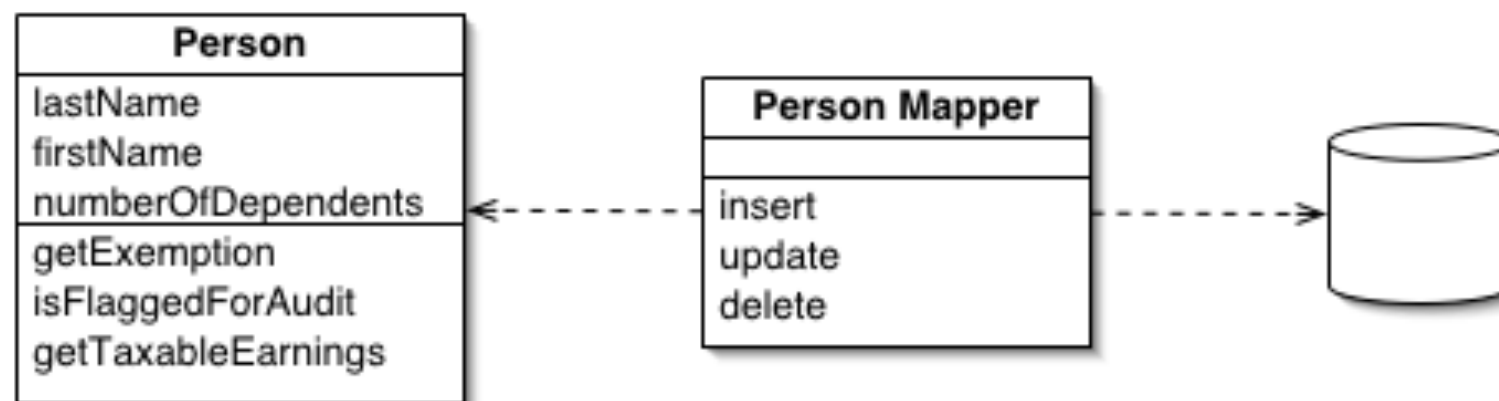 Person
lastName
firstName
numberOfDependents
getExemption
isFlaggedForAudit
getTaxableEarnings
Person Mapper
insert
update
delete